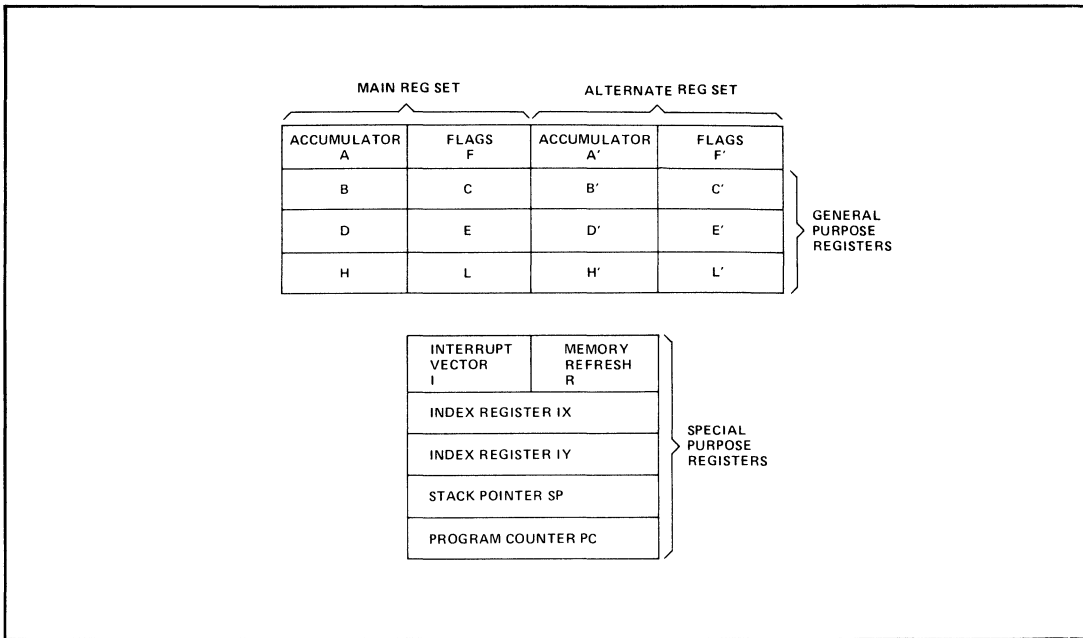 MAIN REG SET
ALTERNATE REG SET
ACCUMULATOR
A
FLAGS
F
ACCUMULATOR
A′
FLAGS
F′
B
C
B′
C′
D
E
D′
E′
H
L
H′
L′
GENERAL
PURPOSE
REGISTERS
INTERRUPT
VECTOR
I
MEMORY
REFRESH
R
INDEX REGISTER IX
INDEX REGISTER IY
STACK POINTER SP
PROGRAM COUNTER PC
SPECIAL
PURPOSE
REGISTERS